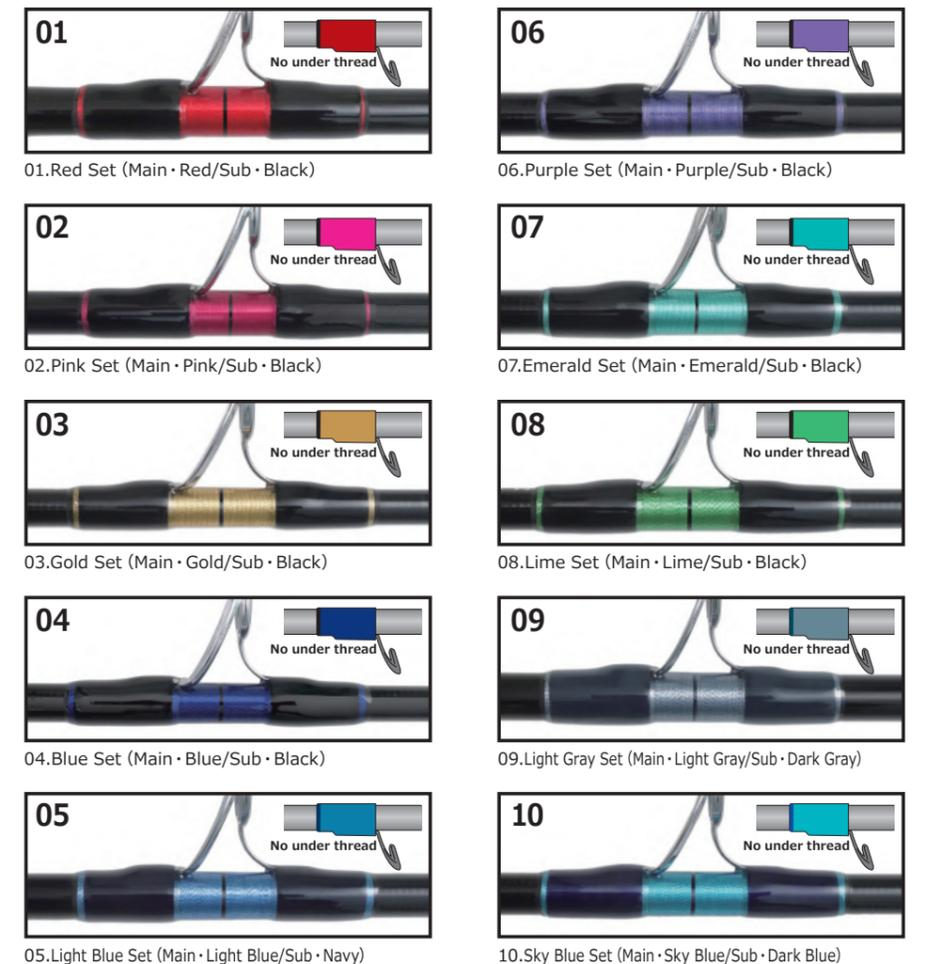 01
No under thread
01.Red Set (Main・Red/Sub・Black)
02
No under thread
02.Pink Set (Main・Pink/Sub・Black)
03
No under thread
03.Gold Set (Main・Gold/Sub・Black)
04
No under thread
04.Blue Set (Main・Blue/Sub・Black)
05
No under thread
05.Light Blue Set (Main・Light Blue/Sub・Navy)
06
No under thread
06.Purple Set (Main・Purple/Sub・Black)
07
No under thread
07.Emerald Set (Main・Emerald/Sub・Black)
08
No under thread
08.Lime Set (Main・Lime/Sub・Black)
09
No under thread
09.Light Gray Set (Main・Light Gray/Sub・Dark Gray)
10
No under thread
10.Sky Blue Set (Main・Sky Blue/Sub・Dark Blue)